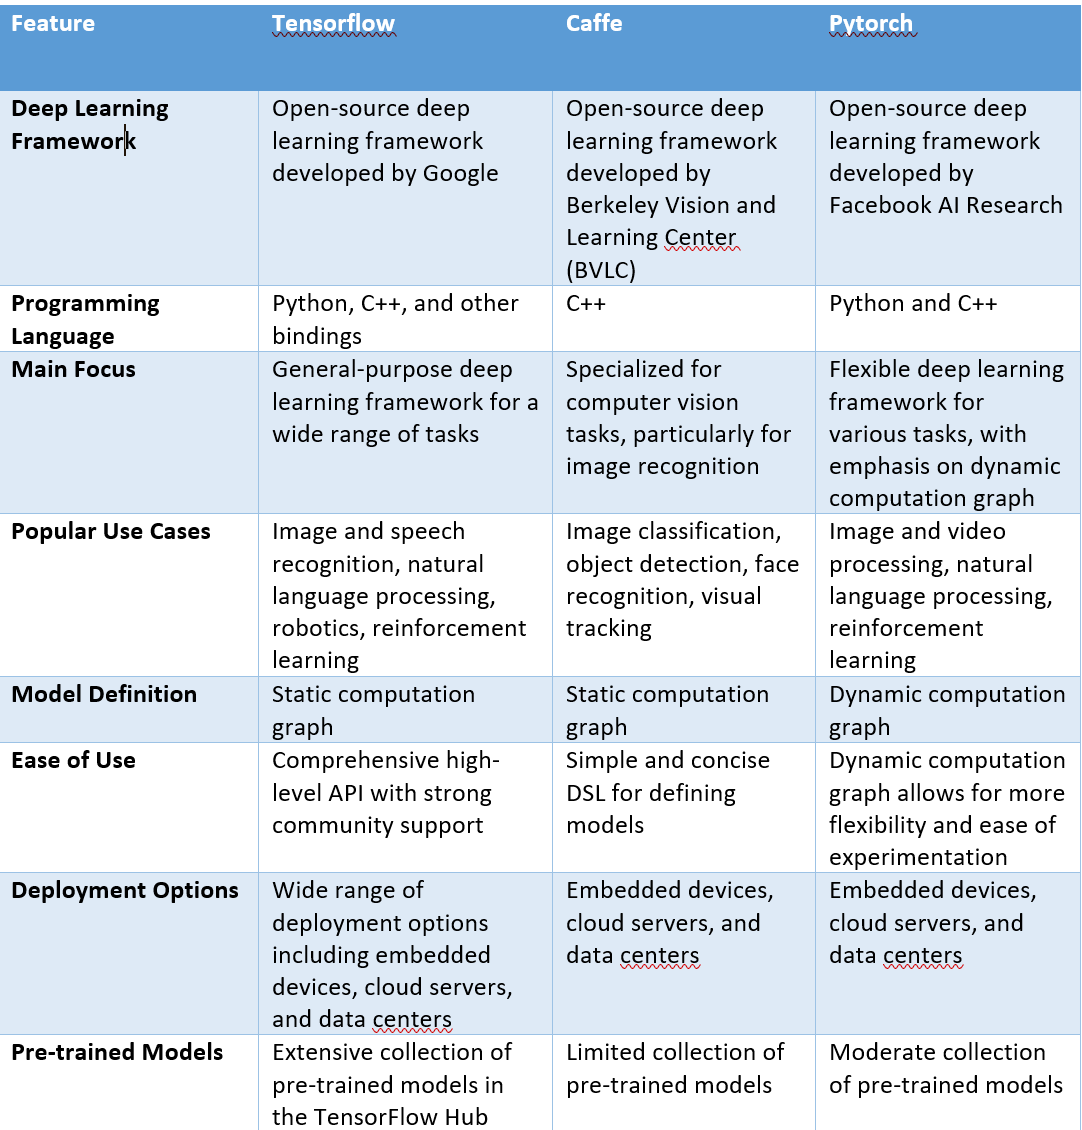 Feature
Tensorflow
Caffe
Pytorch
Deep Learning
Framework
Open-source deep
learning framework
developed by Google
Open-source deep
learning framework
developed by
Berkeley Vision and
Learning Center
(BVLC)
Open-source deep
learning framework
developed by
Facebook AI Research
Programming
Language
Python, C++, and other
bindings
C++
Python and C++
Main Focus
General-purpose deep
learning framework for a
wide range of tasks
Specialized for
computer vision
tasks, particularly for
image recognition
Flexible deep learning
framework for
various tasks, with
emphasis on dynamic
computation graph
Popular Use Cases
Image and speech
recognition, natural
language processing,
robotics, reinforcement
learning
Image classification,
object detection, face
recognition, visual
tracking
Image and video
processing, natural
language processing,
reinforcement
learning
Model Definition
Static computation
graph
Static computation
graph
Dynamic computation
graph
Ease of Use
Comprehensive high-
level API with strong
community support
Simple and concise
DSL for defining
models
Dynamic computation
graph allows for more
flexibility and ease of
experimentation
Deployment Options
Wide range of
deployment options
including embedded
devices, cloud servers,
and data centers
Embedded devices,
cloud servers, and
data centers
Embedded devices,
cloud servers, and
data centers
Pre-trained Models
Extensive collection of
pre-trained models in
the TensorFlow Hub
Limited collection of
pre-trained models
Moderate collection
of pre-trained models